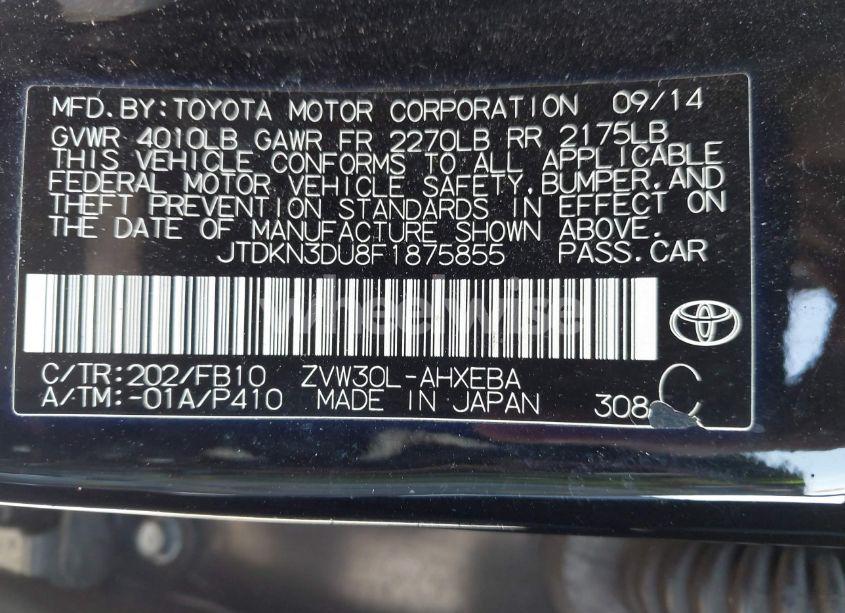 MFD.BY:TOYOTA MOTOR CORPORATION 09/14
GVWR 4010LB GAWR FR 2270LB RR 2175LB
THIS VEHICLE CONFORMS TO ALL APPLICABLE
FEDERAL MOTOR VEHICLE SAFETY,BUMPER,AND
THEFT PREVENTION STANDARDS IN EFFECT ON
THE DATE OF MANUFACTURE SHOWN ABOVE.
JTDKN3DU8F1875855 PASS.CAR
wheelwise
C/TR:202/FB10 ZVW30L-AHXEBA C
A/TM:-01A/P410 MADE IN JAPAN 308